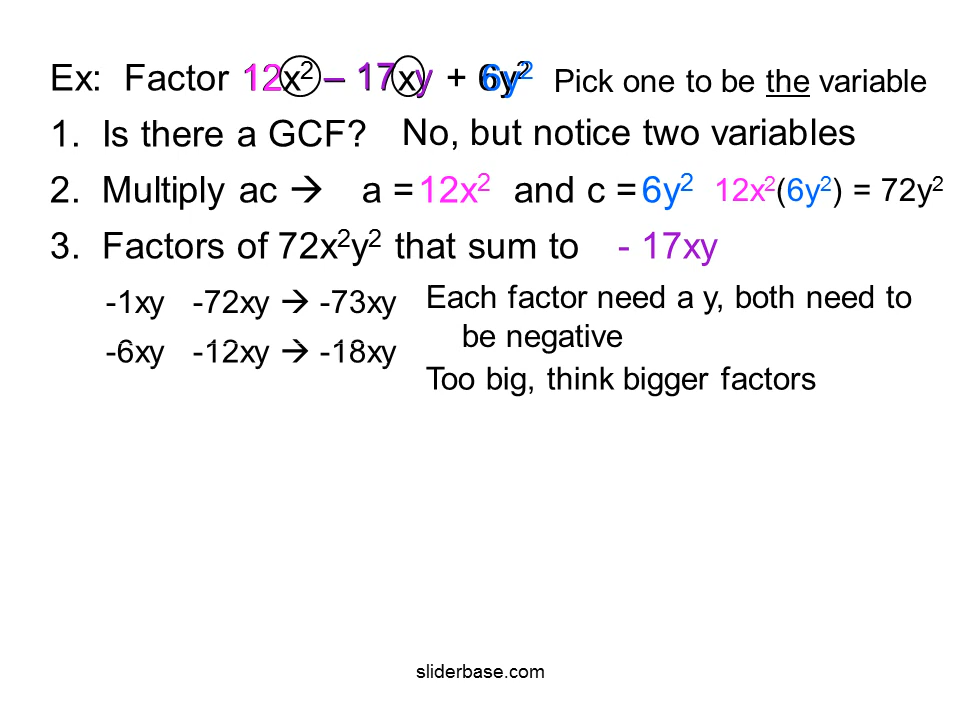 Ex: Factor 12x² – 17xy + 6y² Pick one to be the variable
1. Is there a GCF? No, but notice two variables
2. Multiply ac → a = 12x² and c = 6y² 12x²(6y²) = 72y²
3. Factors of 72x²y² that sum to - 17xy
-1xy -72xy → -73xy Each factor need a y, both need to
be negative
-6xy -12xy → -18xy
Too big, think bigger factors
sliderbase.com